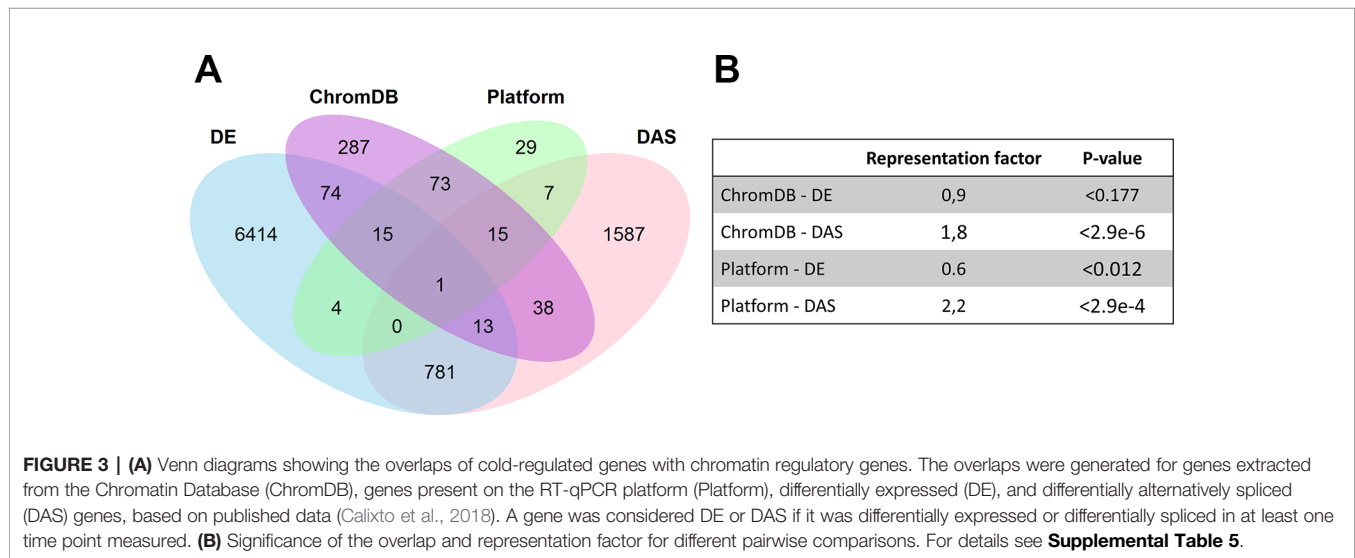 A
B
ChromDB
Platform
DE
DAS
287
29
74
73
7
6414
15
15
1587
1
4
0
13
38
781
Representation factor P-value
ChromDB - DE 0,9 <0.177
ChromDB - DAS 1,8 <2.9e-6
Platform - DE 0.6 <0.012
Platform - DAS 2,2 <2.9e-4
FIGURE 3 | (A) Venn diagrams showing the overlaps of cold-regulated genes with chromatin regulatory genes. The overlaps were generated for genes extracted
from the Chromatin Database (ChromDB), genes present on the RT-qPCR platform (Platform), differentially expressed (DE), and differentially alternatively spliced
(DAS) genes, based on published data (Calixto et al., 2018). A gene was considered DE or DAS if it was differentially expressed or differentially spliced in at least one
time point measured. (B) Significance of the overlap and representation factor for different pairwise comparisons. For details see Supplemental Table 5.